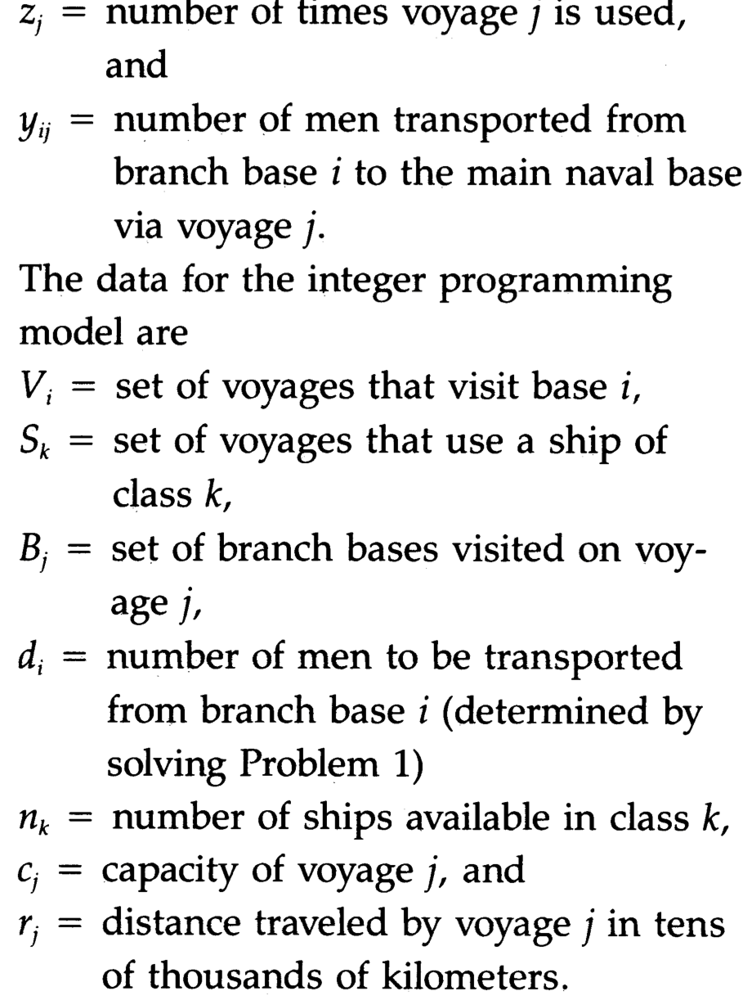 z_j = number of times voyage j is used,
and
y_ij = number of men transported from
branch base i to the main naval base
via voyage j.
The data for the integer programming
model are
V_i = set of voyages that visit base i,
S_k = set of voyages that use a ship of
class k,
B_j = set of branch bases visited on voy-
age j,
d_i = number of men to be transported
from branch base i (determined by
solving Problem 1)
n_k = number of ships available in class k,
c_j = capacity of voyage j, and
r_j = distance traveled by voyage j in tens
of thousands of kilometers.